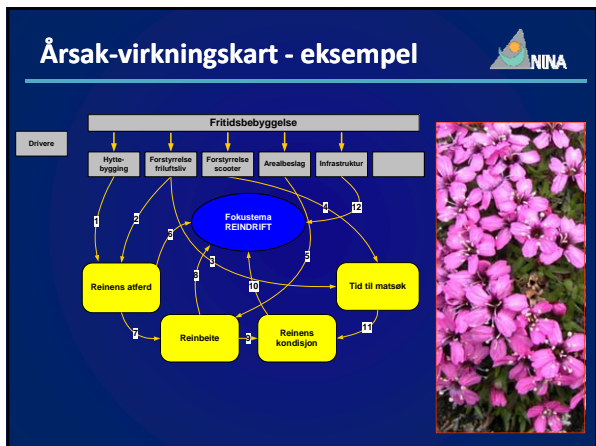 Årsak-virkningskart - eksempel
NINA
Fritidsbebyggelse
Drivere
Hytte-
bygging
Forstyrrelse
friluftsliv
Forstyrrelse
scooter
Arealbeslag
Infrastruktur
1
2
4
12
Fokustema
REINDRIFT
6
3
5
8
10
Reinens atferd
Tid til matsøk
7
11
Reinbeite
9
Reinens
kondisjon